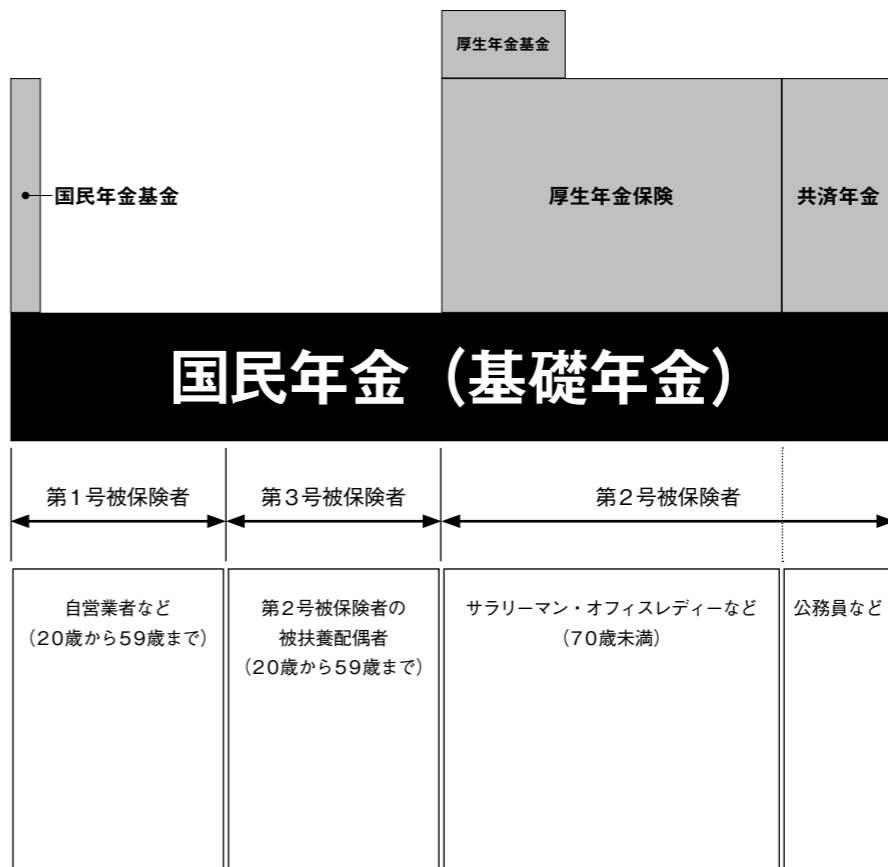 厚生年金基金
国民年金基金
厚生年金保険
共済年金
国民年金（基礎年金）
第１号被保険者
第３号被保険者
第２号被保険者
自営業者など
（２０歳から５９歳まで）
第２号被保険者の
被扶養配偶者
（２０歳から５９歳まで）
サラリーマン・オフィスレディーなど
（７０歳未満）
公務員など